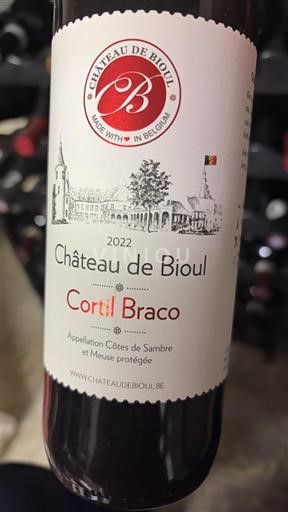 CHÂTEAU DE BIOUL
B
MADE WITH ❤ IN BELGIUM
2022
VINIOU
Château de Bioul
Cortil Braco
Appellation Côtes de Sambre
et Meuse protégée
WWW.CHATEAUDEBIOUL.BE